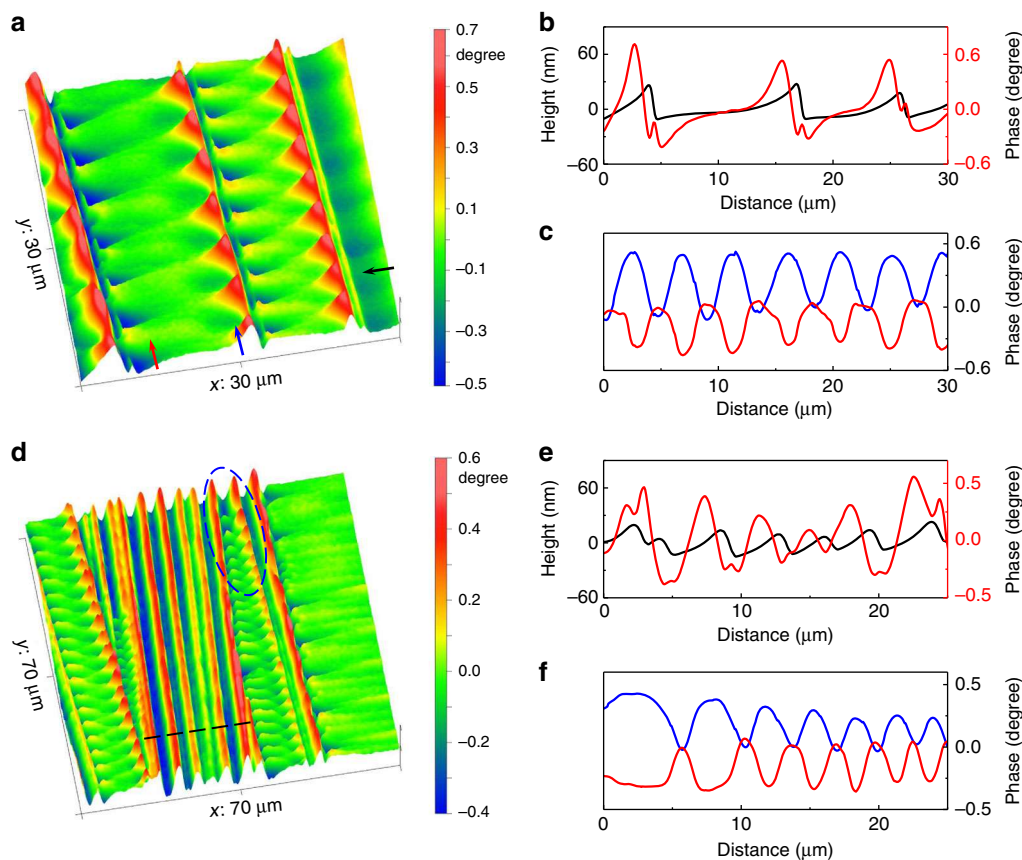 a
0.7
degree
0.5
0.3
0.1
–0.1
–0.3
–0.5
y: 30 μm
x: 30 μm
b
60
0
–60
Height (nm)
0.6
0.0
–0.6
Phase (degree)
0 10 20 30
Distance (μm)
c
0.6
0.0
–0.6
Phase (degree)
0 10 20 30
Distance (μm)
d
0.6
degree
0.4
0.2
0.0
–0.2
–0.4
y: 70 μm
x: 70 μm
e
60
0
–60
Height (nm)
0.5
0.0
–0.5
Phase (degree)
0 10 20
Distance (μm)
f
0.5
0.0
–0.5
Phase (degree)
0 10 20
Distance (μm)